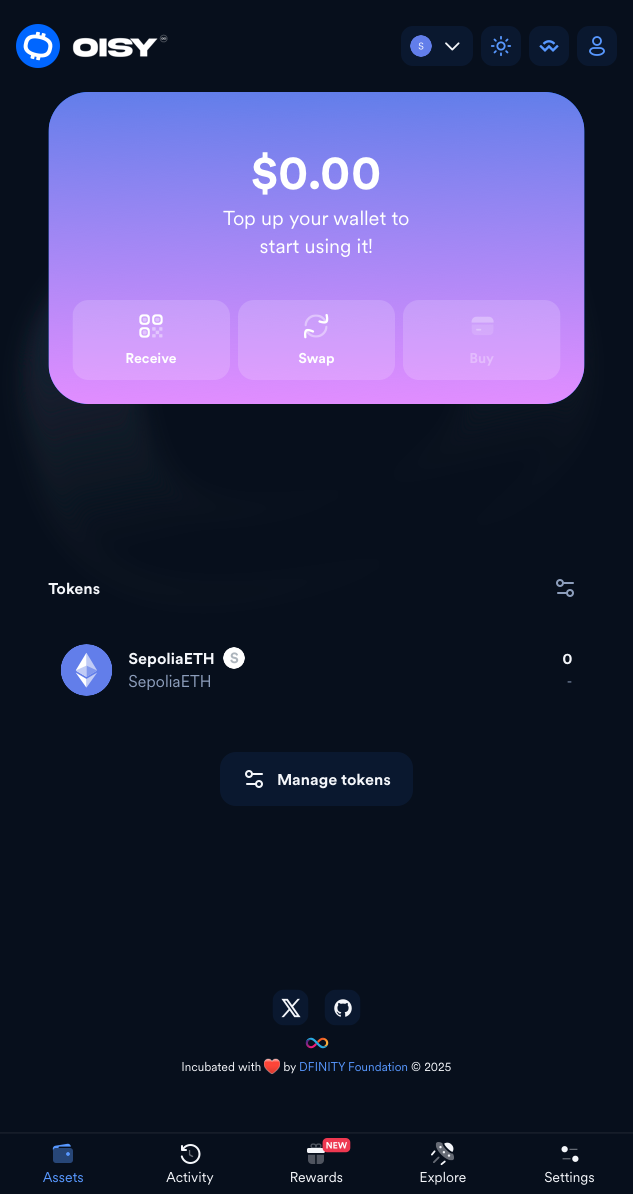 OISY
S
$0.00
Top up your wallet to
start using it!
Receive Swap Buy
Tokens
SepoliaETH S 0
SepoliaETH -
Manage tokens
Incubated with ❤️ by DFINITY Foundation © 2025
NEW
Assets Activity Rewards Explore Settings